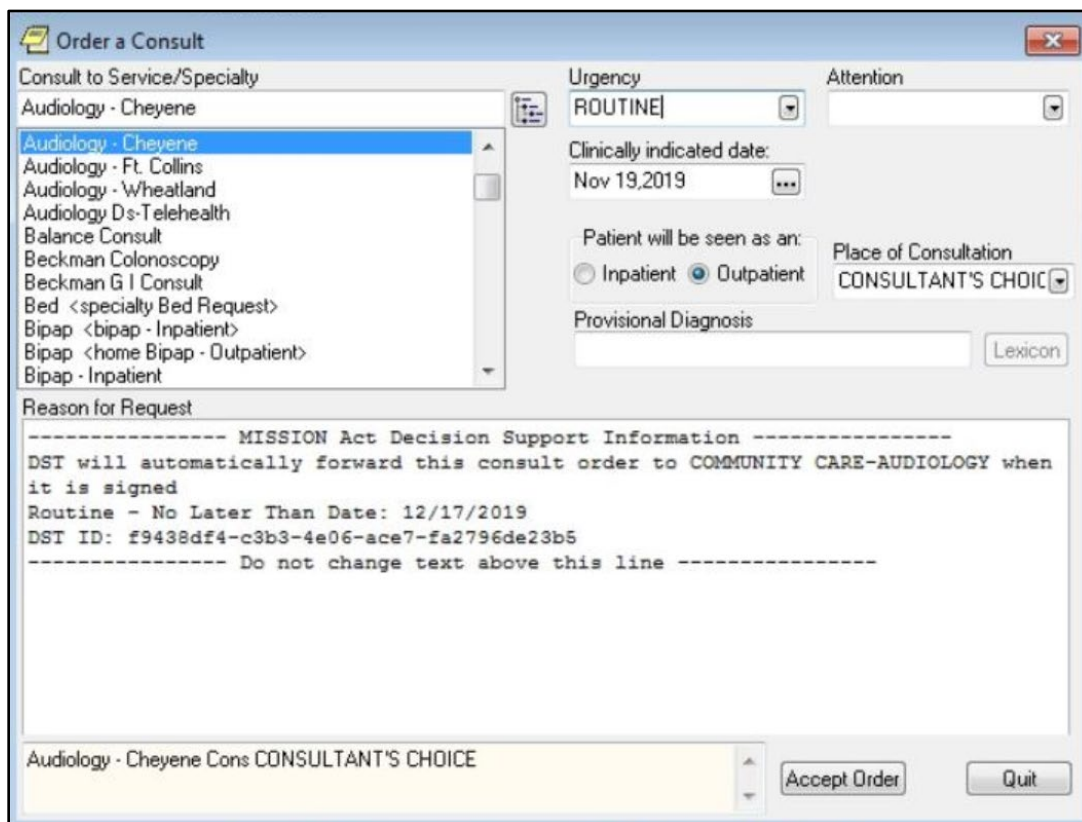 Order a Consult
Consult to Service/Specialty
Audiology - Cheyene
Audiology - Cheyene
Audiology - Ft. Collins
Audiology - Wheatland
Audiology Ds-Telehealth
Balance Consult
Beckman Colonoscopy
Beckman G I Consult
Bed <specialty Bed Request>
Bipap <bipap - Inpatient>
Bipap <home Bipap - Outpatient>
Bipap - Inpatient
Urgency
ROUTINE
Attention
Clinically indicated date:
Nov 19,2019
...
Patient will be seen as an:
Inpatient Outpatient
Place of Consultation
CONSULTANT'S CHOIC
Provisional Diagnosis
Lexicon
Reason for Request
---------------- MISSION Act Decision Support Information ----------------
DST will automatically forward this consult order to COMMUNITY CARE-AUDIOLOGY when
it is signed
Routine - No Later Than Date: 12/17/2019
DST ID: f9438df4-c3b3-4e06-ace7-fa2796de23b5
---------------- Do not change text above this line ----------------
Audiology - Cheyene Cons CONSULTANT'S CHOICE
Accept Order
Quit